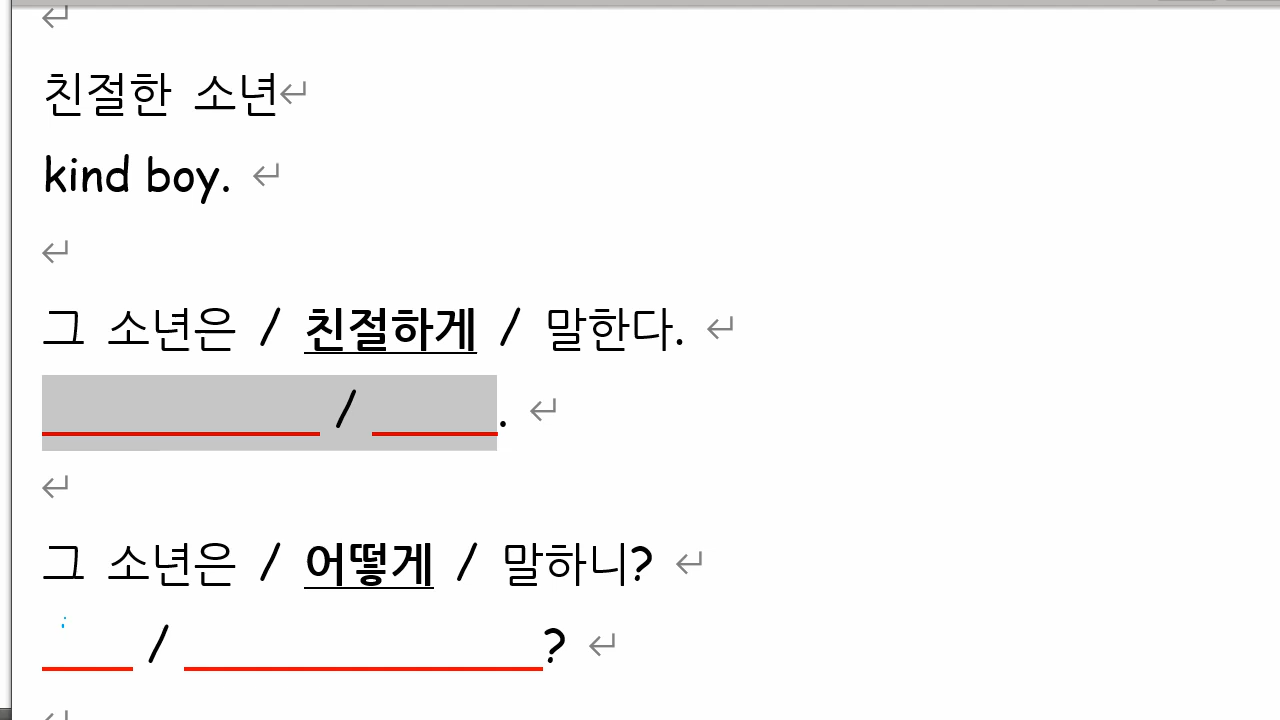 친절한 소년
kind boy.
그 소년은 / 친절하게 / 말한다.
/ .
그 소년은 / 어떻게 / 말하니?
/ ?